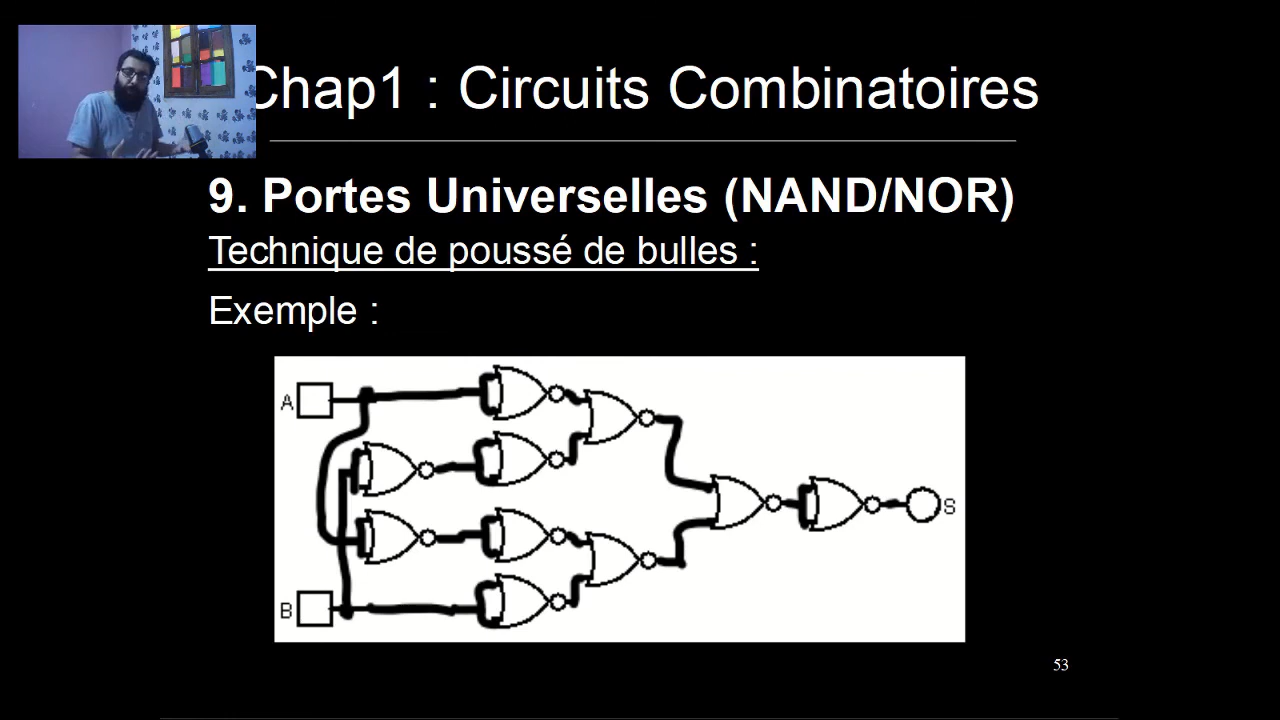 Chap1 : Circuits Combinatoires
9. Portes Universelles (NAND/NOR)
Technique de poussé de bulles :
Exemple :
A
B
S
53